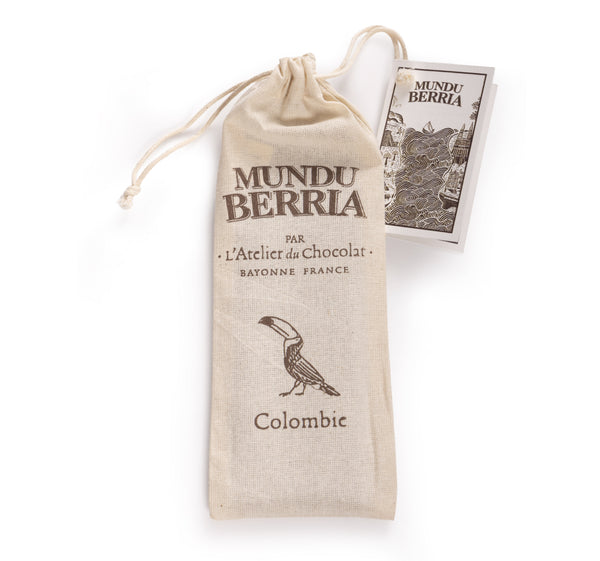 MUNDU
BERRIA
MUNDU
BERRIA
PAR
· L'Atelier du Chocolat ·
BAYONNE FRANCE
Colombie